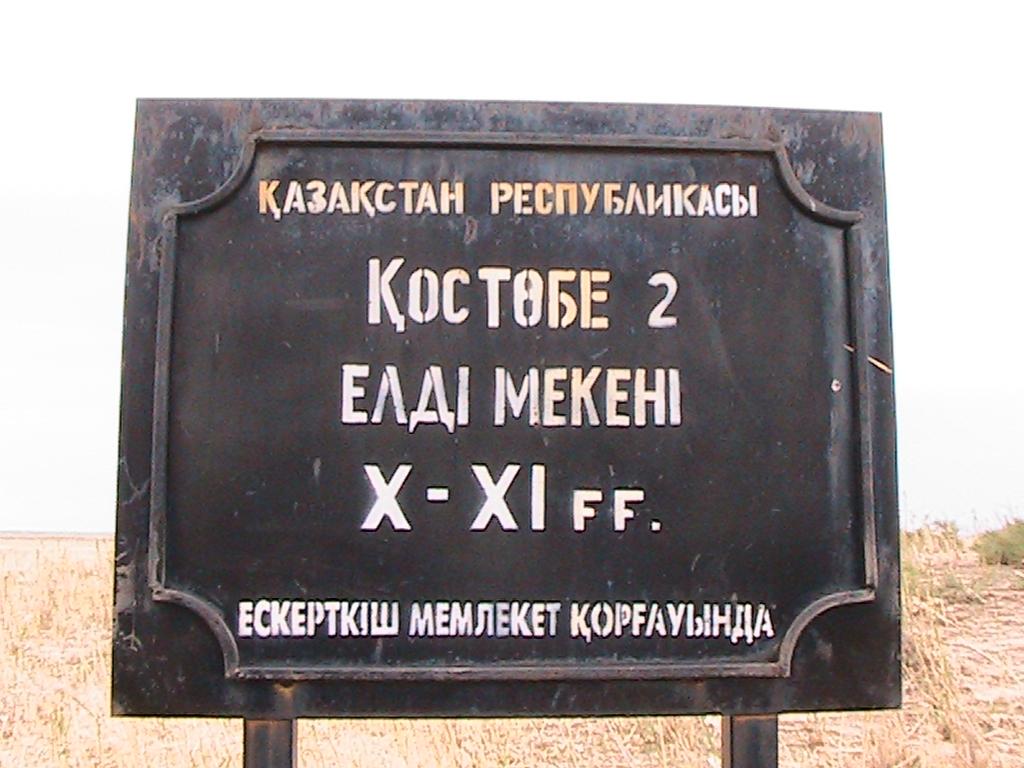 ҚАЗАҚСТАН РЕСПУБЛИКАСЫ
ҚОСТӨБЕ 2
ЕЛДІ МЕКЕНІ
X - XI ҒҒ.
ЕСКЕРТКІШ МЕМЛЕКЕТ ҚОРҒАУЫНДА